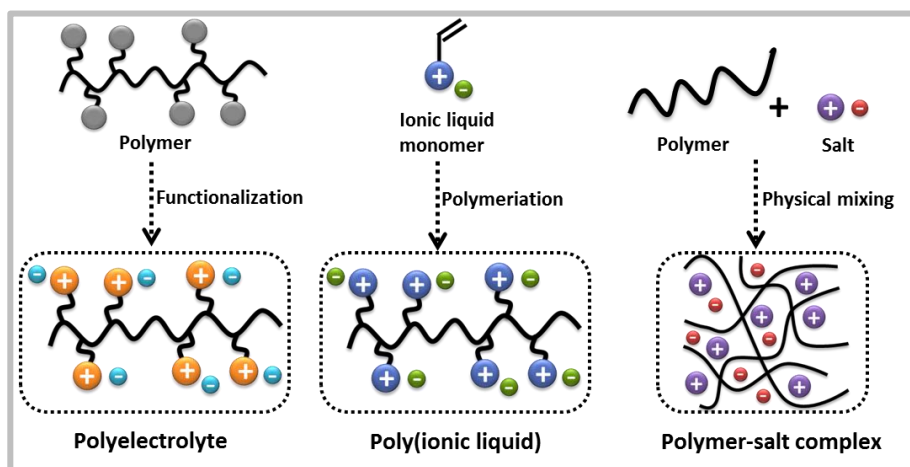 Polymer
Functionalization
Polyelectrolyte
Ionic liquid
monomer
Polymeriation
Poly(ionic liquid)
Polymer
+
Salt
Physical mixing
Polymer-salt complex